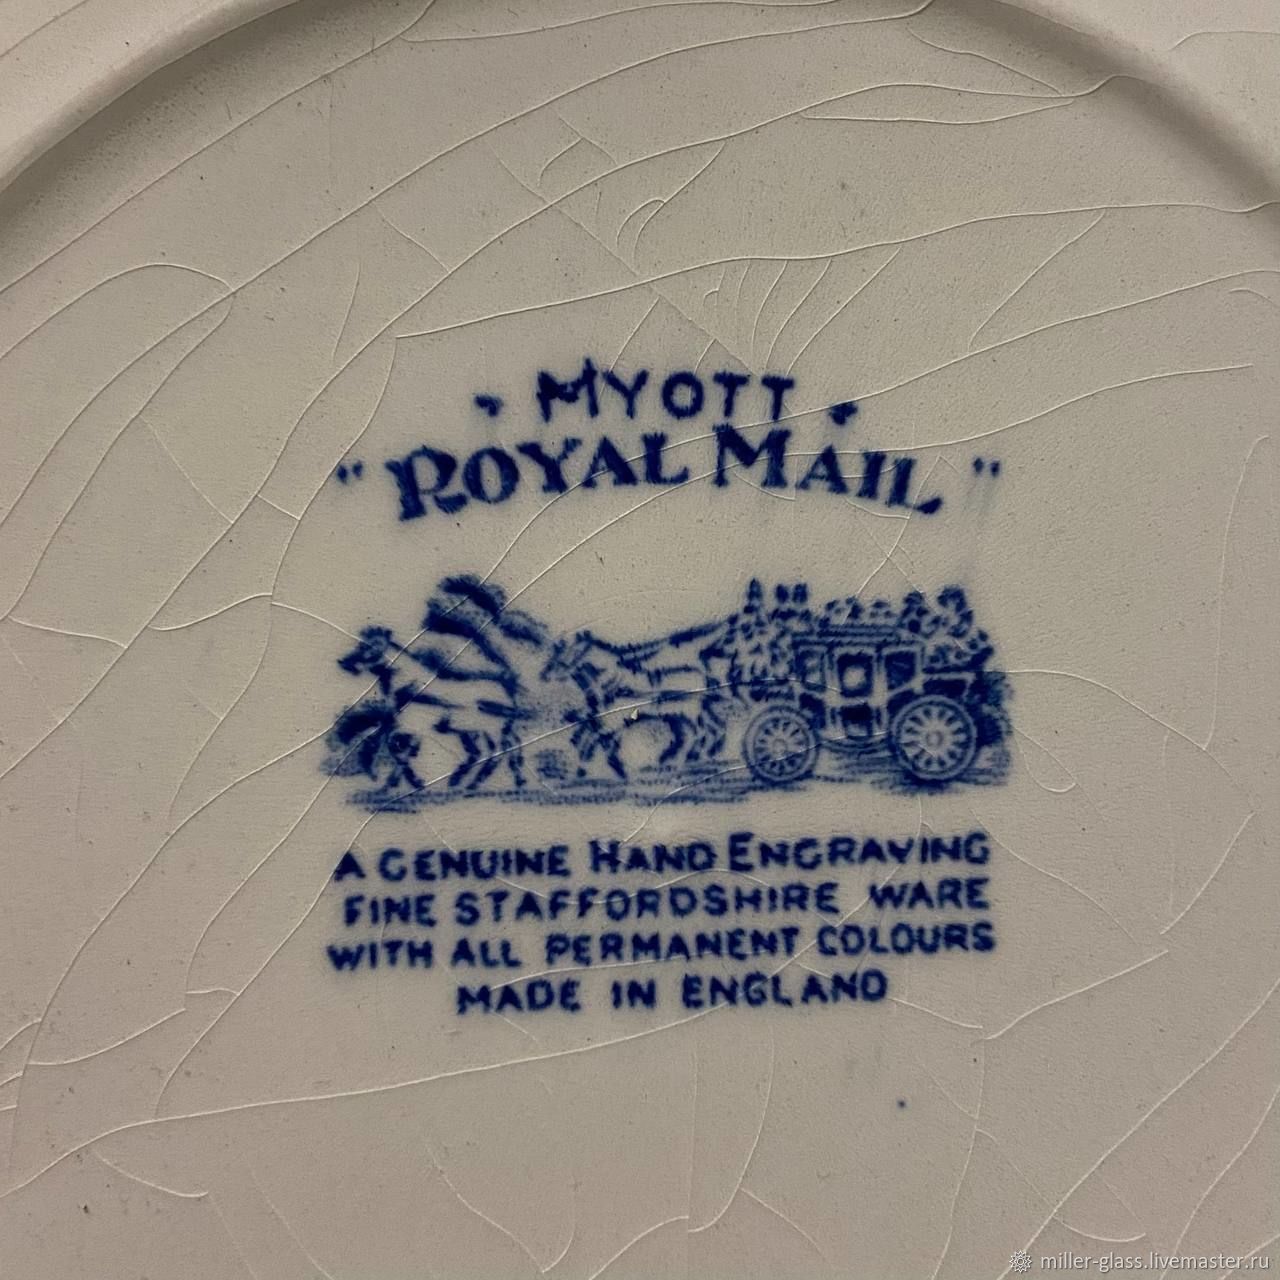 · MYOTT ·
"ROYAL MAIL"
A GENUINE HAND ENGRAVING
FINE STAFFORDSHIRE WARE
WITH ALL PERMANENT COLOURS
MADE IN ENGLAND
miller-glass.livemaster.ru